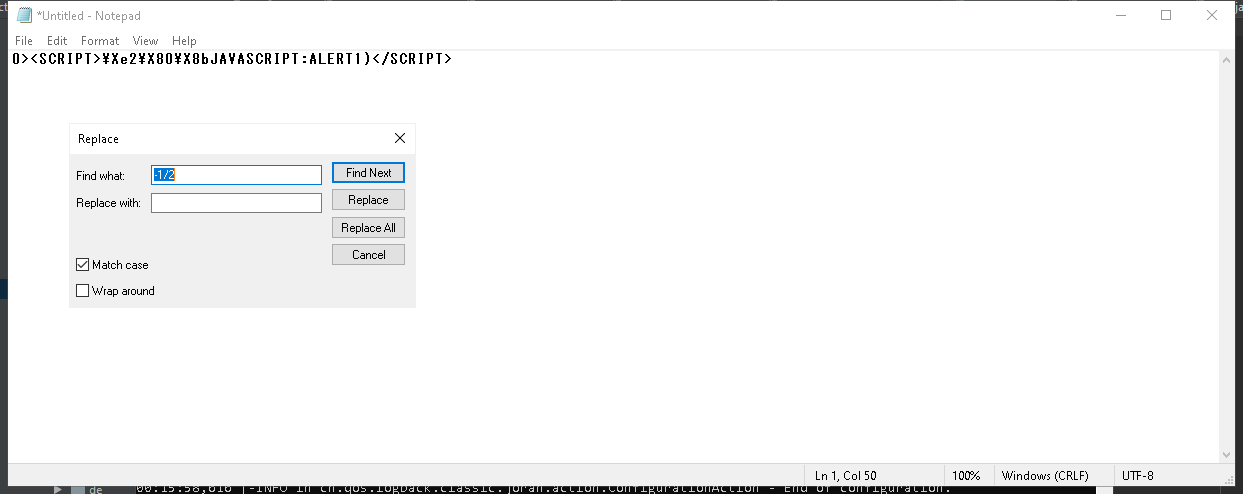 *Untitled - Notepad
File Edit Format View Help
0><SCRIPT>¥Xe2¥X80¥X8bJAVASCRIPT:ALERT1)</SCRIPT>
Replace
Find what: -1/2 Find Next
Replace with: Replace
Replace All
Cancel
Match case
Wrap around
Ln 1, Col 50 100% Windows (CRLF) UTF-8
de 00:15:58,616 |-INFO in ch.qos.logback.classic.joran.action.ConfigurationAction - End of configuration.